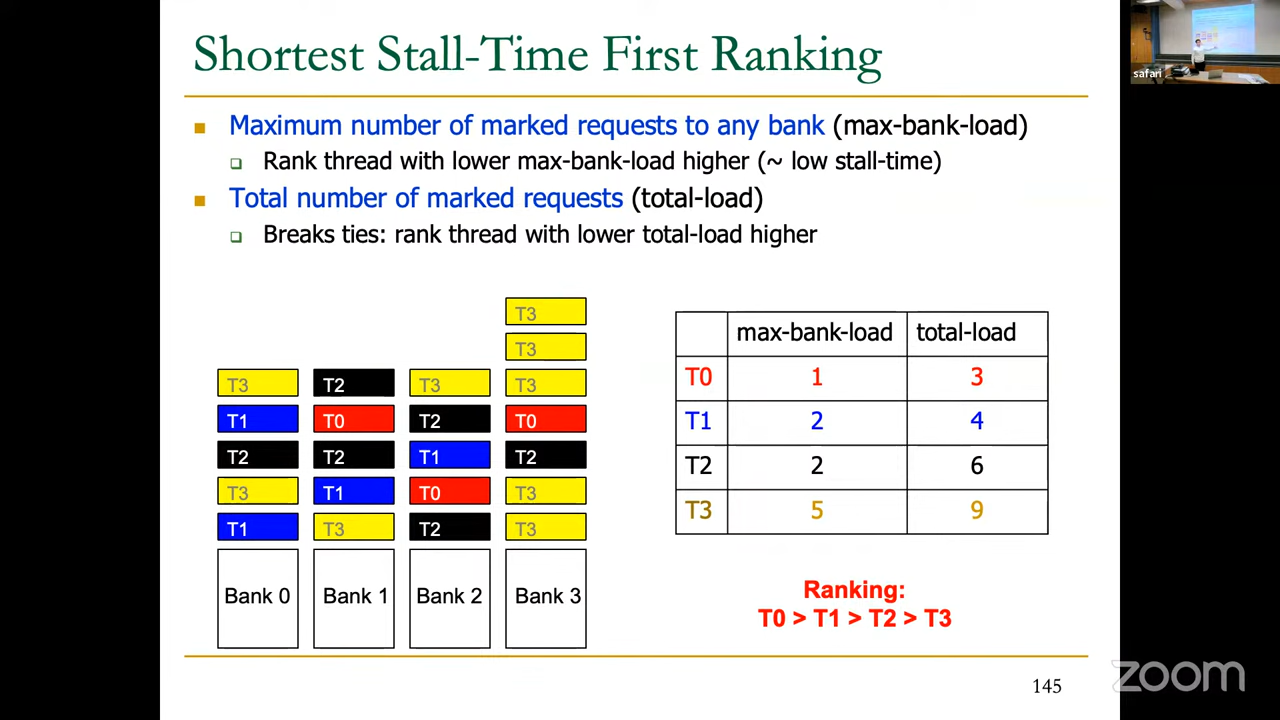 Shortest Stall-Time First Ranking
safari
Maximum number of marked requests to any bank (max-bank-load)
Rank thread with lower max-bank-load higher (~ low stall-time)
Total number of marked requests (total-load)
Breaks ties: rank thread with lower total-load higher
T3
T3
T3 T2 T3 T3
T1 T0 T2 T0
T2 T2 T1 T2
T3 T1 T0 T3
T1 T3 T2 T3
Bank 0 Bank 1 Bank 2 Bank 3
max-bank-load total-load
T0 1 3
T1 2 4
T2 2 6
T3 5 9
Ranking:
T0 > T1 > T2 > T3
145
zoom